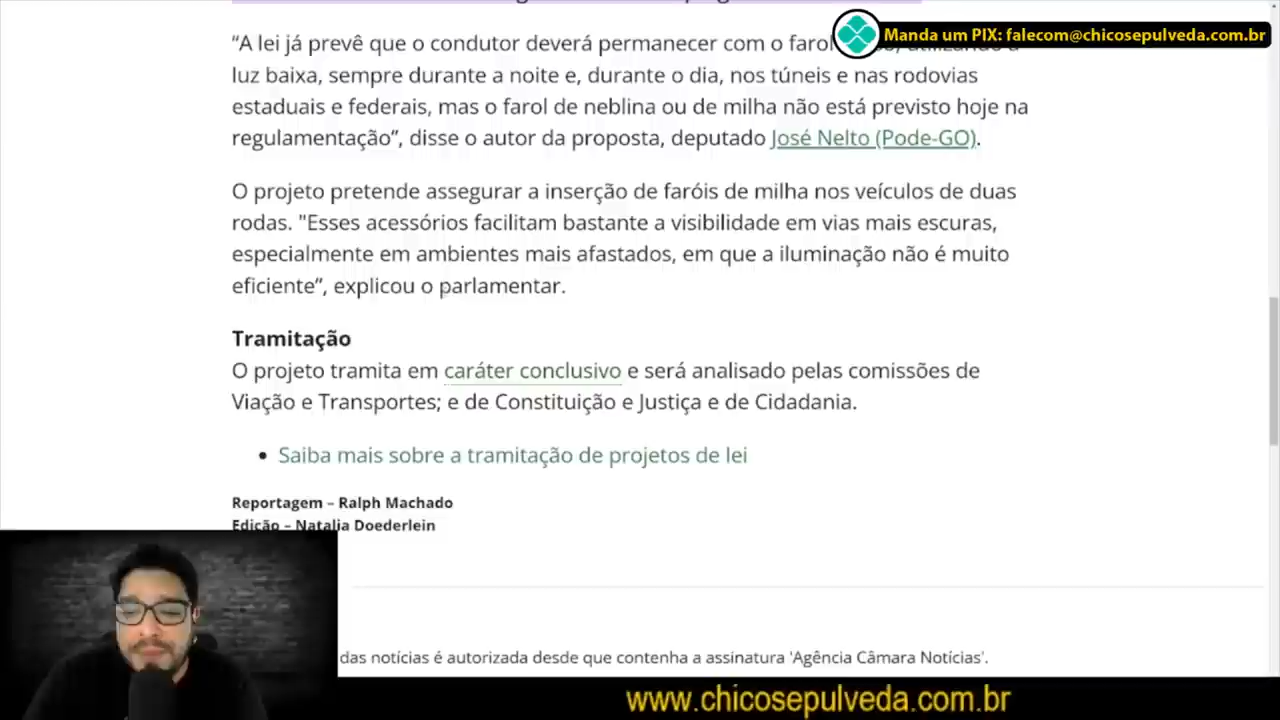 Manda um PIX: falecom@chicosepulveda.com.br
“A lei já prevê que o condutor deverá permanecer com o farol
luz baixa, sempre durante a noite e, durante o dia, nos túneis e nas rodovias
estaduais e federais, mas o farol de neblina ou de milha não está previsto hoje na
regulamentação”, disse o autor da proposta, deputado José Nelto (Pode-GO).
O projeto pretende assegurar a inserção de faróis de milha nos veículos de duas
rodas. "Esses acessórios facilitam bastante a visibilidade em vias mais escuras,
especialmente em ambientes mais afastados, em que a iluminação não é muito
eficiente”, explicou o parlamentar.
Tramitação
O projeto tramita em caráter conclusivo e será analisado pelas comissões de
Viação e Transportes; e de Constituição e Justiça e de Cidadania.
• Saiba mais sobre a tramitação de projetos de lei
Reportagem – Ralph Machado
Edição – Natalia Doederlein
das notícias é autorizada desde que contenha a assinatura 'Agência Câmara Notícias'.
www.chicosepulveda.com.br